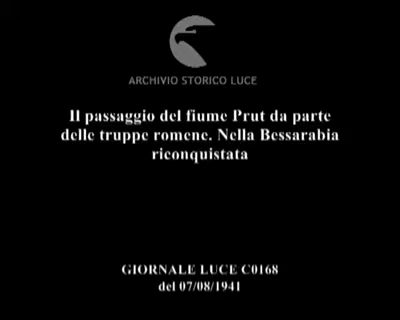 ARCHIVIO STORICO LUCE
Il passaggio del fiume Prut da parte
delle truppe romene. Nella Bessarabia
riconquistata
GIORNALE LUCE C0168
del 07/08/1941